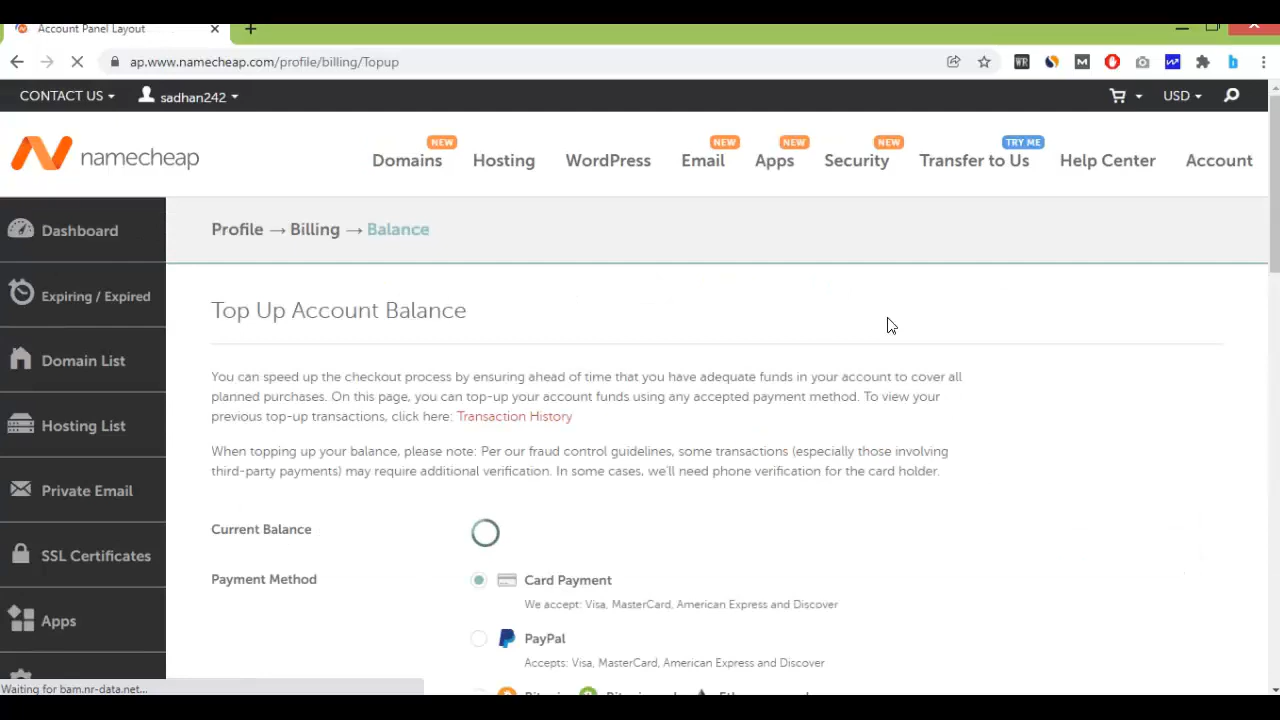 Account Panel Layout
ap.www.namecheap.com/profile/billing/Topup
CONTACT US sadhan242 USD
namecheap
NEW NEW NEW NEW TRY ME
Domains Hosting WordPress Email Apps Security Transfer to Us Help Center Account
Dashboard
Expiring / Expired
Domain List
Hosting List
Private Email
SSL Certificates
Apps
Profile → Billing → Balance
Top Up Account Balance
You can speed up the checkout process by ensuring ahead of time that you have adequate funds in your account to cover all
planned purchases. On this page, you can top-up your account funds using any accepted payment method. To view your
previous top-up transactions, click here: Transaction History
When topping up your balance, please note: Per our fraud control guidelines, some transactions (especially those involving
third-party payments) may require additional verification. In some cases, we'll need phone verification for the card holder.
Current Balance
Payment Method
Card Payment
We accept: Visa, MasterCard, American Express and Discover
PayPal
Accepts: Visa, MasterCard, American Express and Discover
Waiting for bam.nr-data.net...